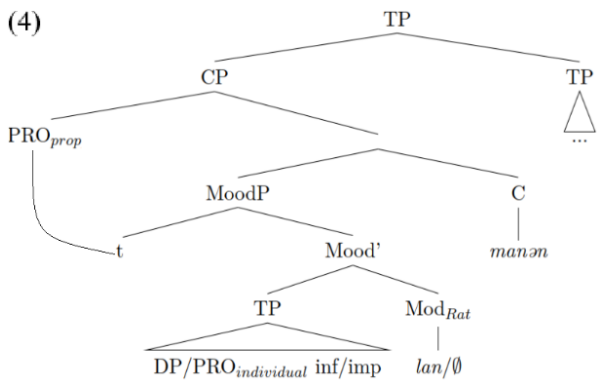 (4)
TP
CP TP
PRO_prop ...
MoodP C
t Mood' manən
TP Mod_Rat
DP/PRO_individual inf/imp lan/∅